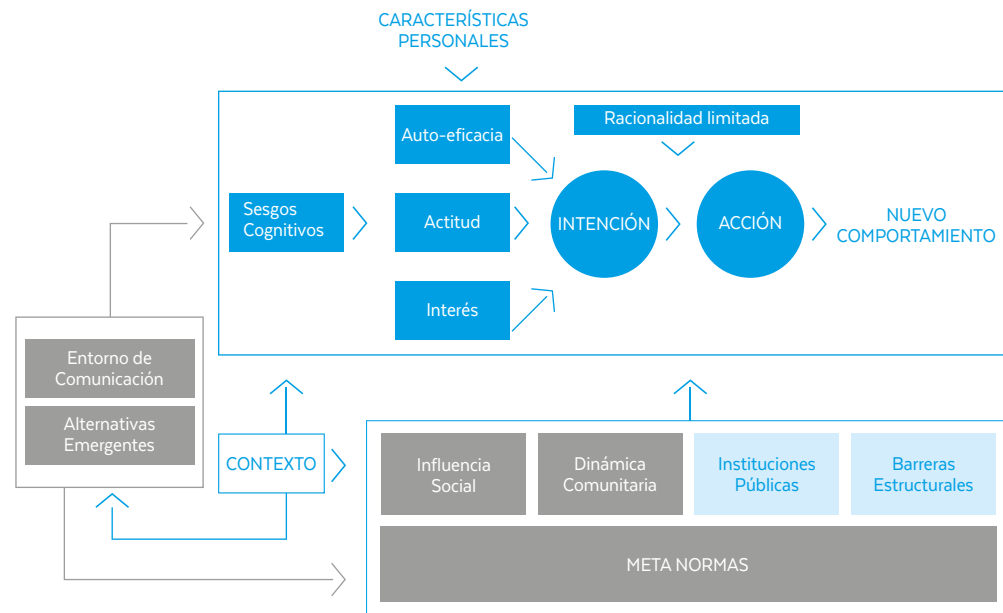 CARACTERÍSTICAS
PERSONALES
Auto-eficacia
Racionalidad limitada
Sesgos
Cognitivos
Actitud
INTENCIÓN
ACCIÓN
NUEVO
COMPORTAMIENTO
Interés
Entorno de
Comunicación
Alternativas
Emergentes
CONTEXTO
Influencia
Social
Dinámica
Comunitaria
Instituciones
Públicas
Barreras
Estructurales
META NORMAS